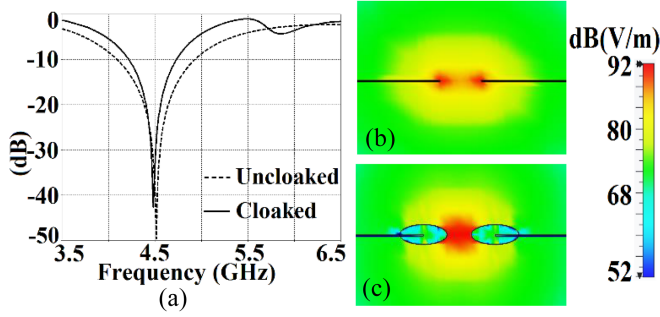 0
-10
-20
-30
-40
-50
(dB)
Uncloaked
Cloaked
3.5 4.5 5.5 6.5
Frequency (GHz)
(a)
(b)
(c)
dB(V/m)
92
80
68
52